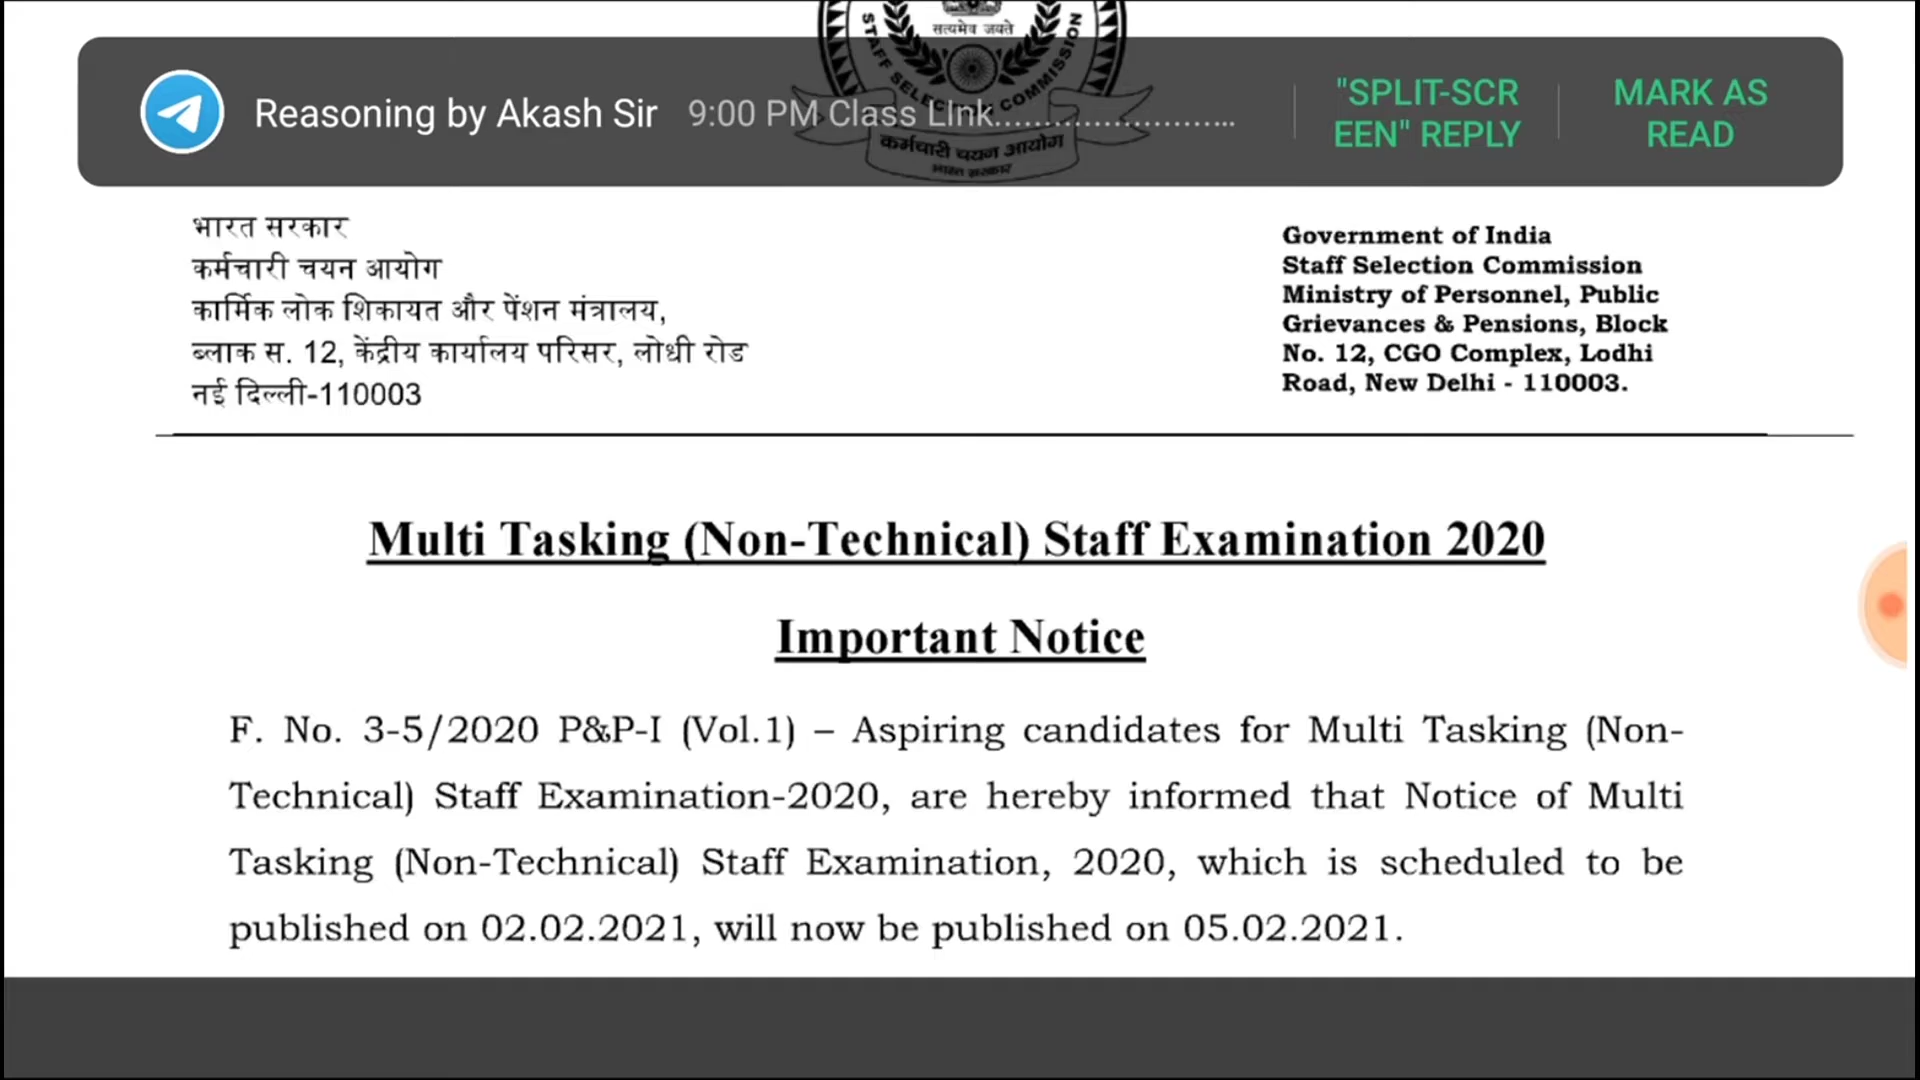 सत्यमेव जयते
STAFF SELECTION COMMISSION
Reasoning by Akash Sir 9:00 PM Class LInk.........................
"SPLIT-SCR
EEN" REPLY
MARK AS
READ
कर्मचारी चयन आयोग
भारत सरकार
भारत सरकार
कर्मचारी चयन आयोग
कार्मिक लोक शिकायत और पेंशन मंत्रालय,
ब्लाक स. 12, केंद्रीय कार्यालय परिसर, लोधी रोड
नई दिल्ली-110003
Government of India
Staff Selection Commission
Ministry of Personnel, Public
Grievances & Pensions, Block
No. 12, CGO Complex, Lodhi
Road, New Delhi - 110003.
Multi Tasking (Non-Technical) Staff Examination 2020
Important Notice
F. No. 3-5/2020 P&P-I (Vol.1) – Aspiring candidates for Multi Tasking (Non-
Technical) Staff Examination-2020, are hereby informed that Notice of Multi
Tasking (Non-Technical) Staff Examination, 2020, which is scheduled to be
published on 02.02.2021, will now be published on 05.02.2021.